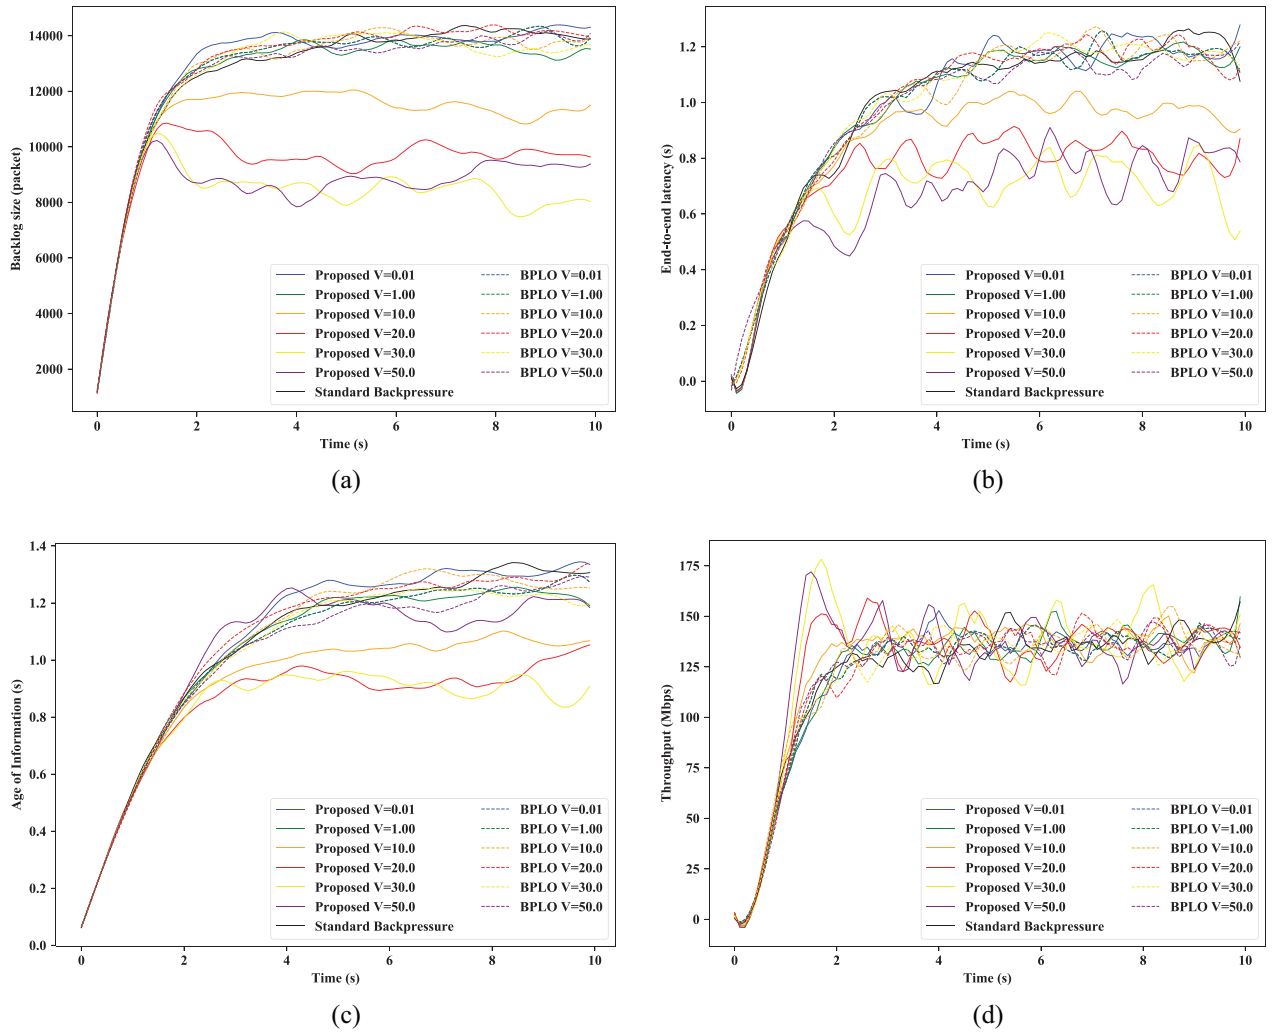 14000
12000
10000
8000
6000
4000
2000
Backlog size (packet)
Proposed V=0.01
Proposed V=1.00
Proposed V=10.0
Proposed V=20.0
Proposed V=30.0
Proposed V=50.0
Standard Backpressure
BPLO V=0.01
BPLO V=1.00
BPLO V=10.0
BPLO V=20.0
BPLO V=30.0
BPLO V=50.0
0 2 4 6 8 10
Time (s)
(a)
1.2
1.0
0.8
0.6
0.4
0.2
0.0
End-to-end latency (s)
Proposed V=0.01
Proposed V=1.00
Proposed V=10.0
Proposed V=20.0
Proposed V=30.0
Proposed V=50.0
Standard Backpressure
BPLO V=0.01
BPLO V=1.00
BPLO V=10.0
BPLO V=20.0
BPLO V=30.0
BPLO V=50.0
0 2 4 6 8 10
Time (s)
(b)
1.4
1.2
1.0
0.8
0.6
0.4
0.2
0.0
Age of Information (s)
Proposed V=0.01
Proposed V=1.00
Proposed V=10.0
Proposed V=20.0
Proposed V=30.0
Proposed V=50.0
Standard Backpressure
BPLO V=0.01
BPLO V=1.00
BPLO V=10.0
BPLO V=20.0
BPLO V=30.0
BPLO V=50.0
0 2 4 6 8 10
Time (s)
(c)
175
150
125
100
75
50
25
0
Throughput (Mbps)
Proposed V=0.01
Proposed V=1.00
Proposed V=10.0
Proposed V=20.0
Proposed V=30.0
Proposed V=50.0
Standard Backpressure
BPLO V=0.01
BPLO V=1.00
BPLO V=10.0
BPLO V=20.0
BPLO V=30.0
BPLO V=50.0
0 2 4 6 8 10
Time (s)
(d)